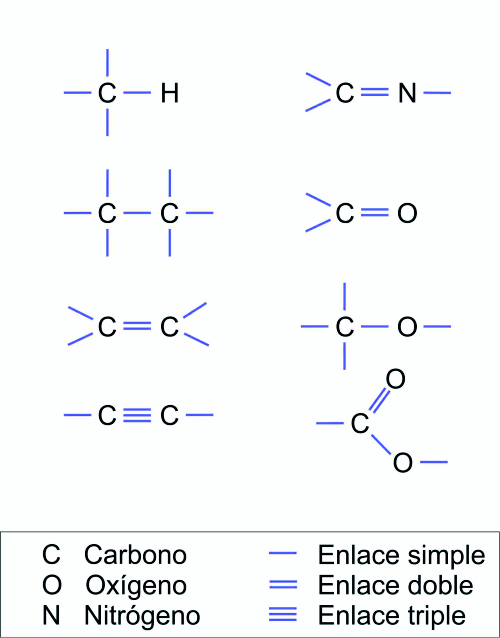 C H
C N
C C
C O
C C
C O
C C
O
C
O
C Carbono
O Oxígeno
N Nitrógeno
Enlace simple
Enlace doble
Enlace triple